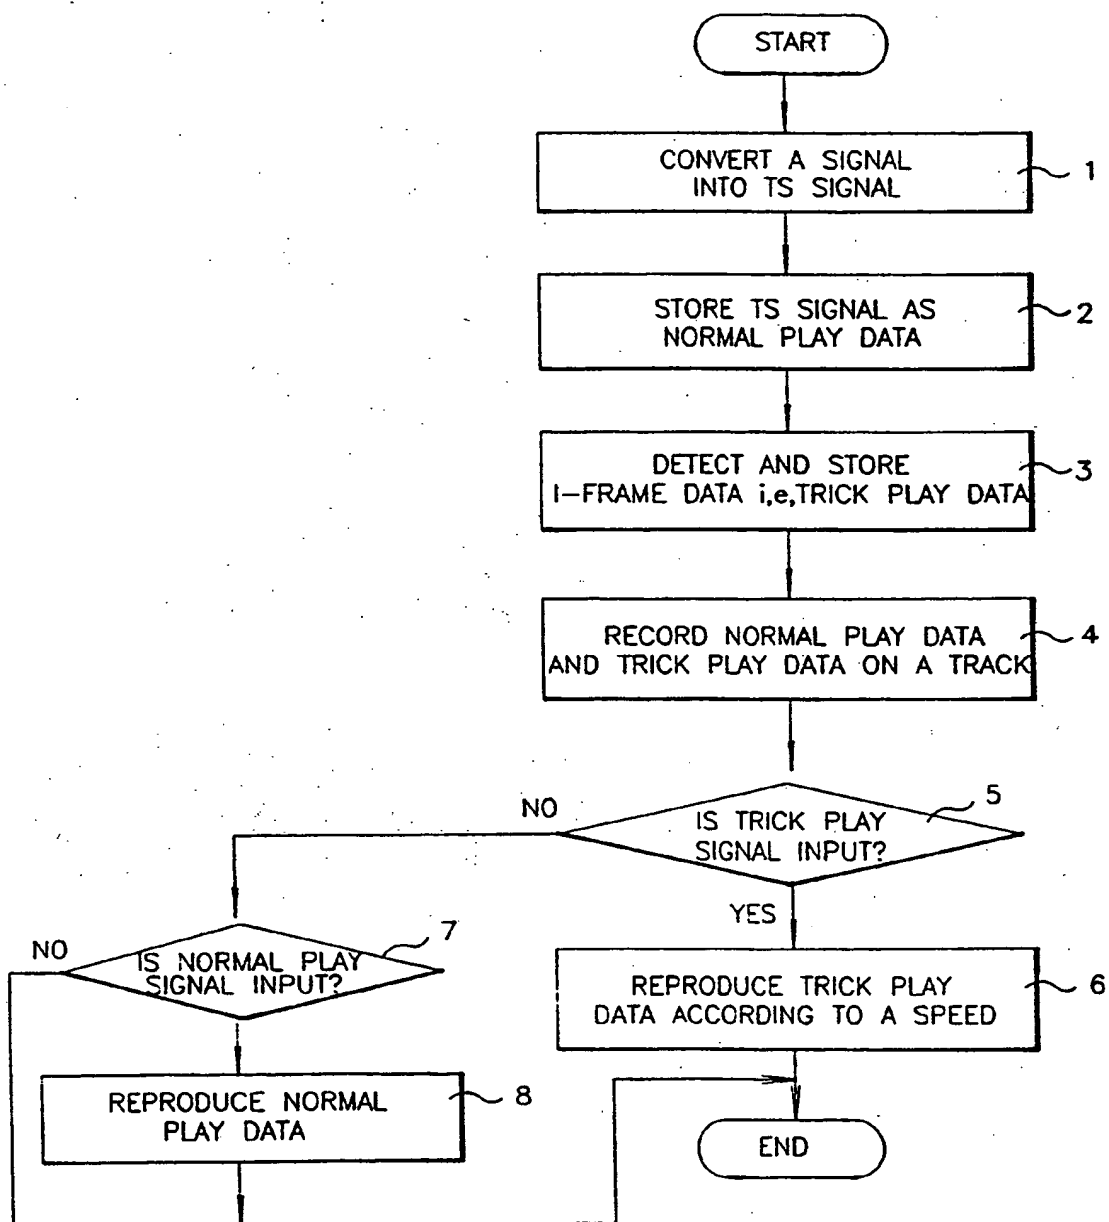 START
CONVERT A SIGNAL
INTO TS SIGNAL
1
STORE TS SIGNAL AS
NORMAL PLAY DATA
2
DETECT AND STORE
I-FRAME DATA i,e,TRICK PLAY DATA
3
RECORD NORMAL PLAY DATA
AND TRICK PLAY DATA ON A TRACK
4
IS TRICK PLAY
SIGNAL INPUT?
5
NO
YES
IS NORMAL PLAY
SIGNAL INPUT?
7
NO
REPRODUCE TRICK PLAY
DATA ACCORDING TO A SPEED
6
REPRODUCE NORMAL
PLAY DATA
8
END